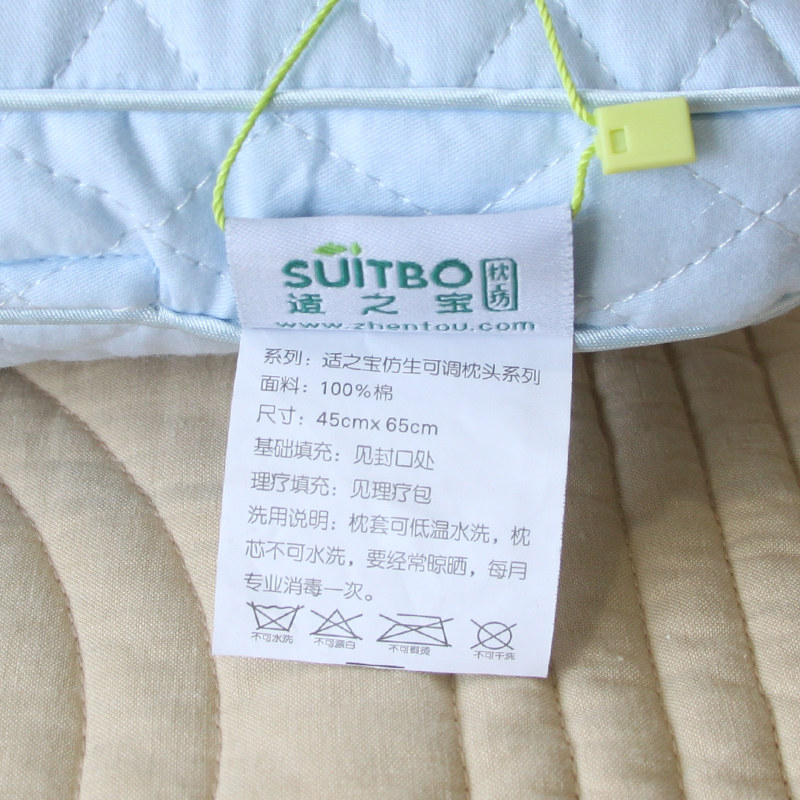 SUITBO
适之宝
枕工坊
www.zhentou.com
系列：适之宝仿生可调枕头系列
面料：100%棉
尺寸：45cmx65cm
基础填充：见封口处
理疗填充：见理疗包
洗用说明：枕套可低温水洗，枕
芯不可水洗，要经常晾晒，每月
专业消毒一次。
不可水洗 不可漂白 不可熨烫 不可干洗